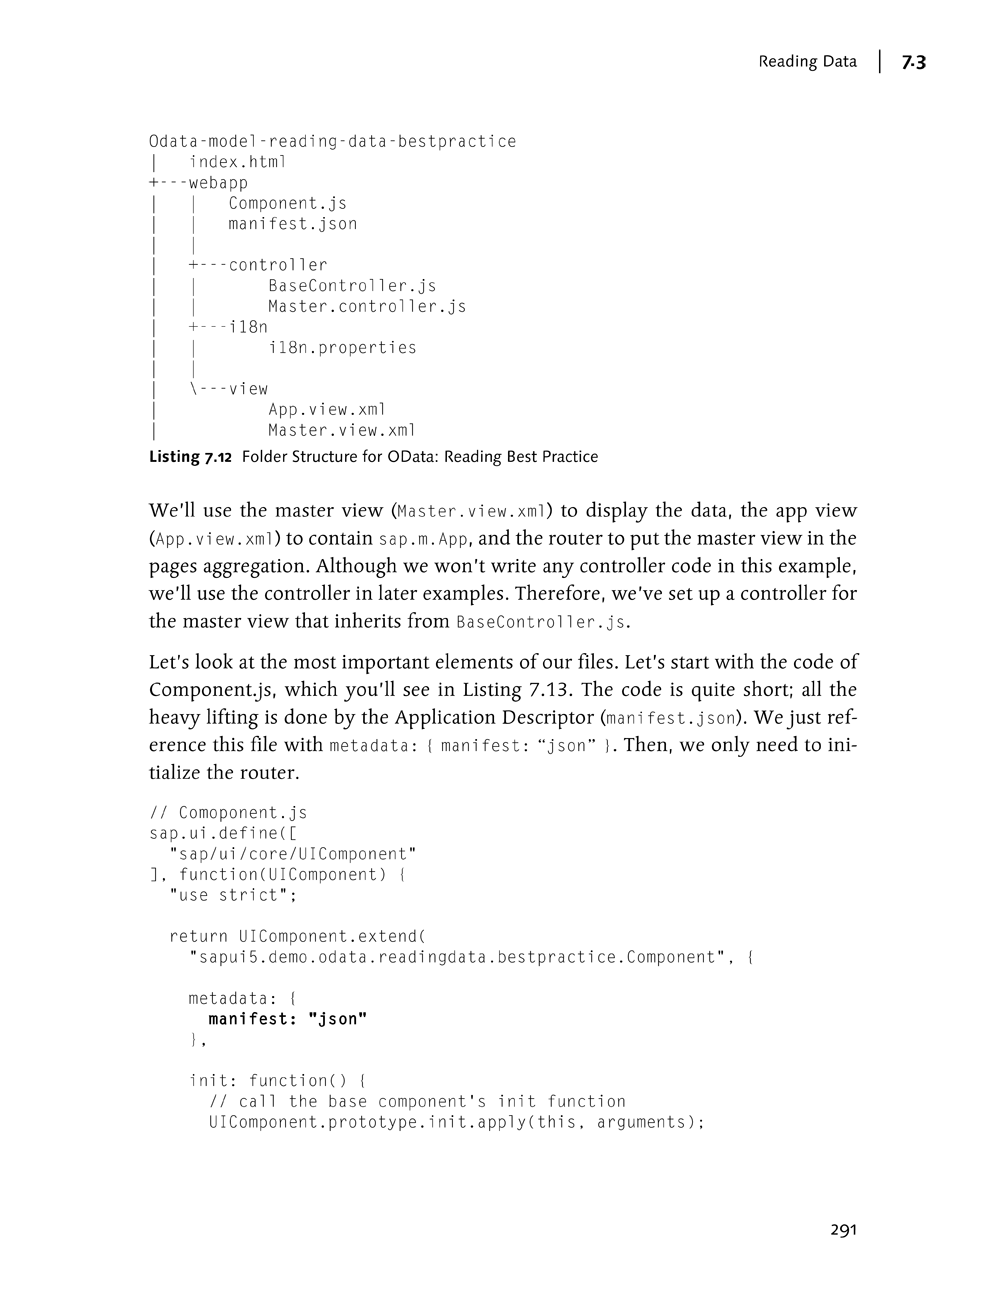 Reading Data | 7.3
Odata-model-reading-data-bestpractice
|   index.html
+---webapp
|   |   Component.js
|   |   manifest.json
|   |
|   +---controller
|   |       BaseController.js
|   |       Master.controller.js
|   +---i18n
|   |       i18n.properties
|   |
|   \---view
|           App.view.xml
|           Master.view.xml
Listing 7.12 Folder Structure for OData: Reading Best Practice
We'll use the master view (Master.view.xml) to display the data, the app view
(App.view.xml) to contain sap.m.App, and the router to put the master view in the
pages aggregation. Although we won't write any controller code in this example,
we'll use the controller in later examples. Therefore, we've set up a controller for
the master view that inherits from BaseController.js.
Let's look at the most important elements of our files. Let's start with the code of
Component.js, which you'll see in Listing 7.13. The code is quite short; all the
heavy lifting is done by the Application Descriptor (manifest.json). We just ref-
erence this file with metadata: { manifest: “json” }. Then, we only need to ini-
tialize the router.
// Comoponent.js
sap.ui.define([
  "sap/ui/core/UIComponent"
], function(UIComponent) {
  "use strict";
  return UIComponent.extend(
    "sapui5.demo.odata.readingdata.bestpractice.Component", {
    metadata: {
      manifest: "json"
    },
    init: function() {
      // call the base component's init function
      UIComponent.prototype.init.apply(this, arguments);
291